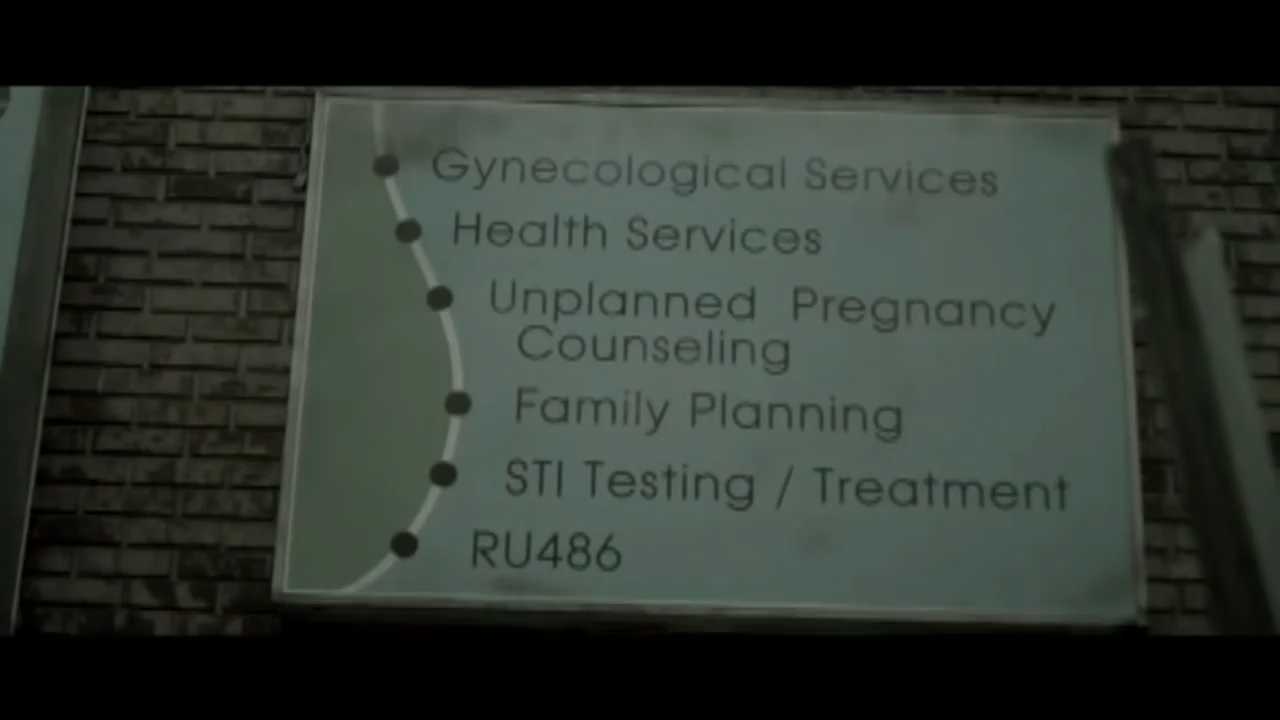 Gynecological Services
Health Services
Unplanned Pregnancy
Counseling
Family Planning
STI Testing / Treatment
RU486